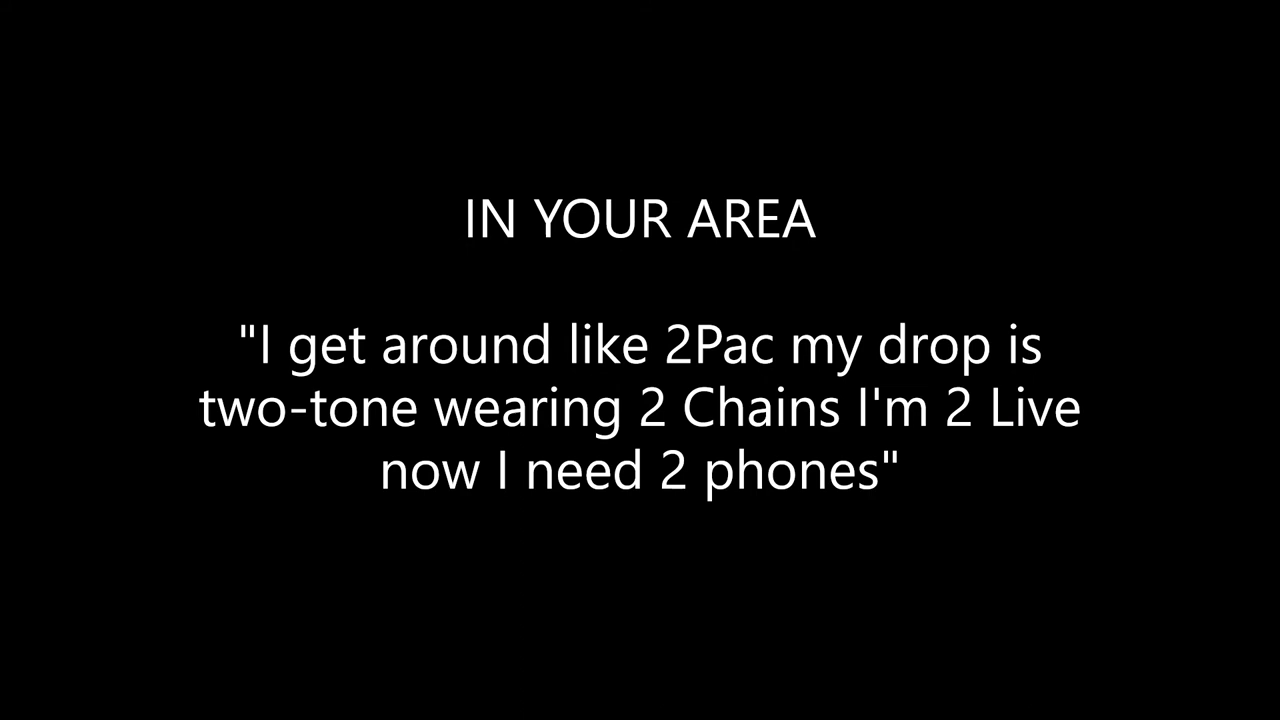 IN YOUR AREA
"I get around like 2Pac my drop is
two-tone wearing 2 Chains I'm 2 Live
now I need 2 phones"